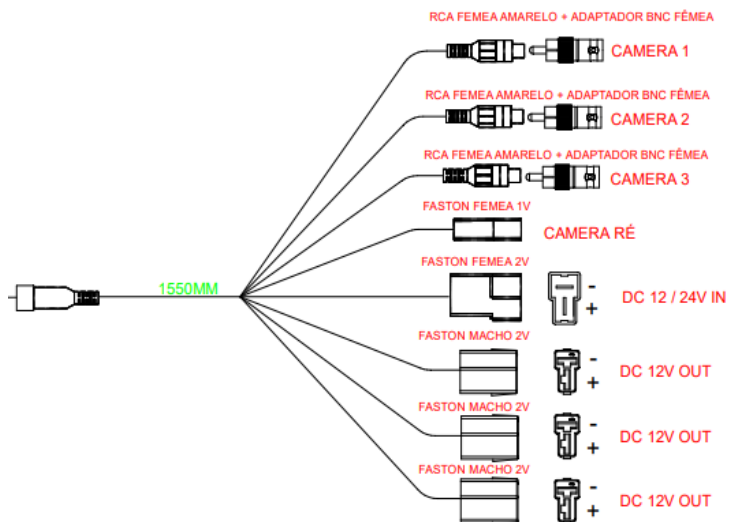 RCA FEMEA AMARELO + ADAPTADOR BNC FÊMEA
CAMERA 1
RCA FEMEA AMARELO + ADAPTADOR BNC FÊMEA
CAMERA 2
RCA FEMEA AMARELO + ADAPTADOR BNC FÊMEA
CAMERA 3
FASTON FEMEA 1V
CAMERA RÉ
FASTON FEMEA 2V
1550MM
-
+
DC 12 / 24V IN
FASTON MACHO 2V
-
+
DC 12V OUT
FASTON MACHO 2V
-
+
DC 12V OUT
FASTON MACHO 2V
-
+
DC 12V OUT